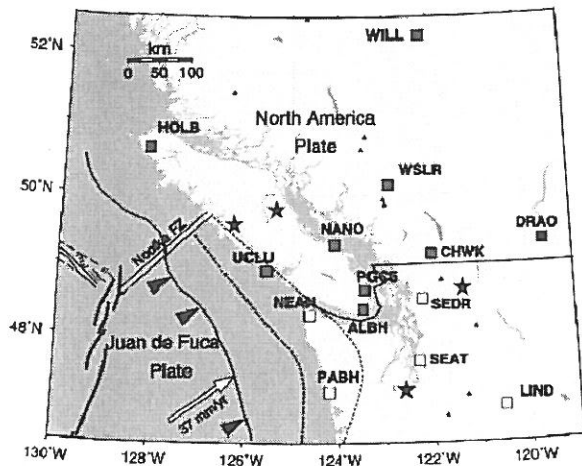 52°N
WILL
km
0 50 100
North America
Plate
HOLB
50°N
WSLR
DRAO
NANO
CHWK
Nootka FZ
UCLU
PGC5
SEDR
NEAH
ALBH
48°N
Juan de Fuca
Plate
SEAT
PABH
LIND
37 mm/yr
130°W
128°W
126°W
124°W
122°W
120°W